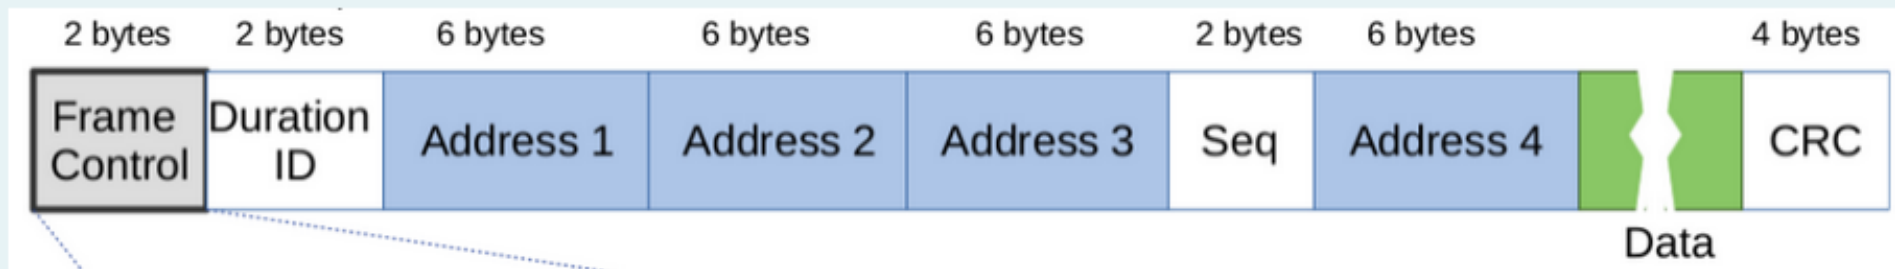 2 bytes 2 bytes 6 bytes 6 bytes 6 bytes 2 bytes 6 bytes 4 bytes
Frame Control Duration ID Address 1 Address 2 Address 3 Seq Address 4 CRC
Data